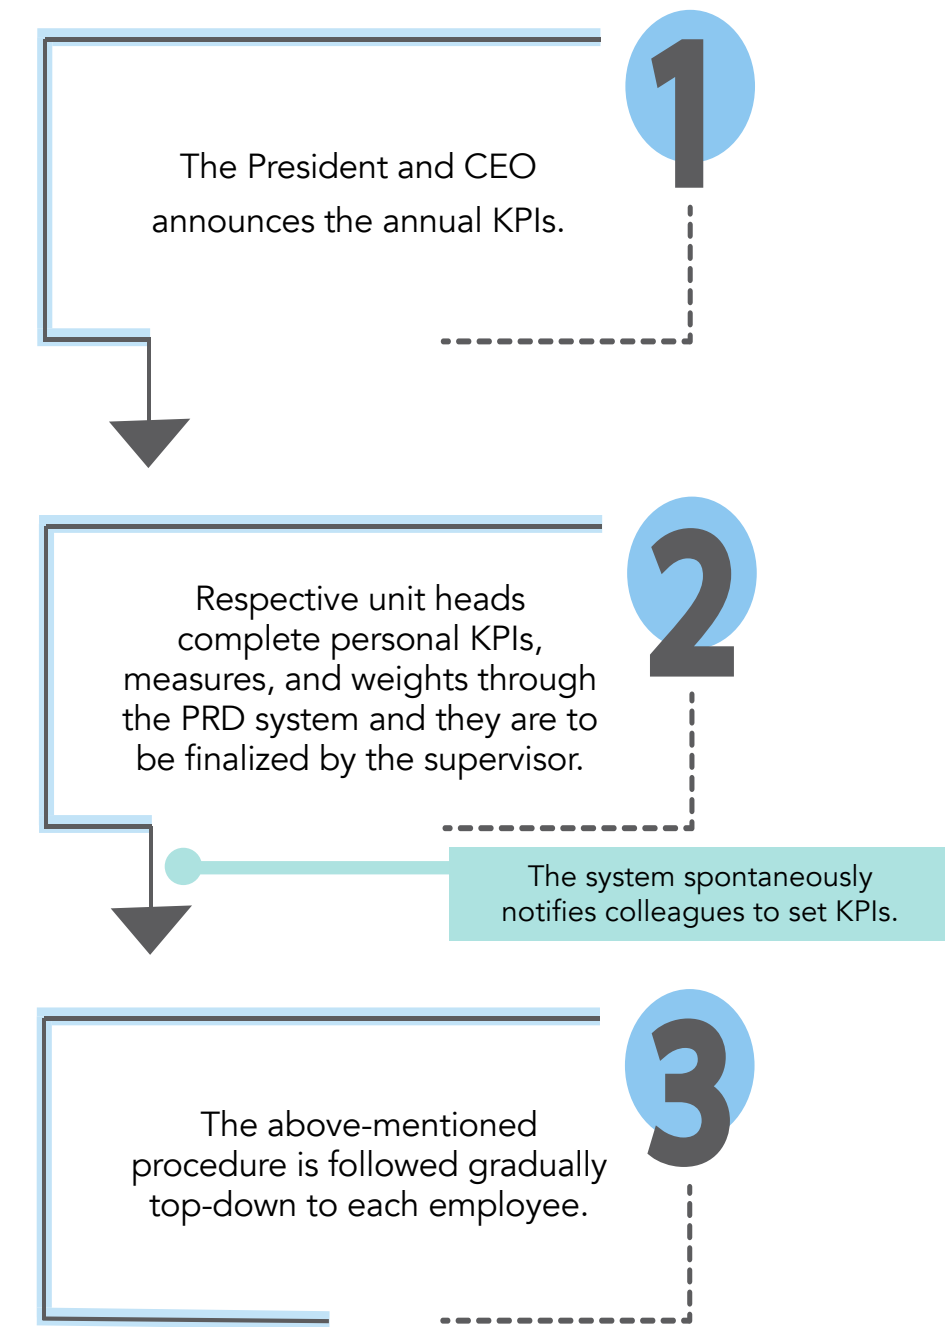 1
The President and CEO
announces the annual KPIs.
2
Respective unit heads
complete personal KPIs,
measures, and weights through
the PRD system and they are to
be finalized by the supervisor.
The system spontaneously
notifies colleagues to set KPIs.
3
The above-mentioned
procedure is followed gradually
top-down to each employee.